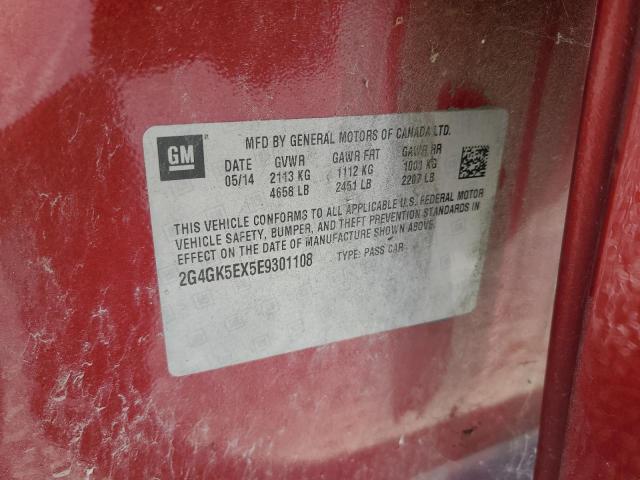 GM
MFD BY GENERAL MOTORS OF CANADA LTD.
DATE GVWR GAWR FRT GAWR RR
05/14 2113 KG 1112 KG 1001 KG
4658 LB 2451 LB 2207 LB
THIS VEHICLE CONFORMS TO ALL APPLICABLE U.S. FEDERAL MOTOR
VEHICLE SAFETY, BUMPER, AND THEFT PREVENTION STANDARDS IN
EFFECT ON THE DATE OF MANUFACTURE SHOWN ABOVE.
2G4GK5EX5E9301108 TYPE: PASS CAR